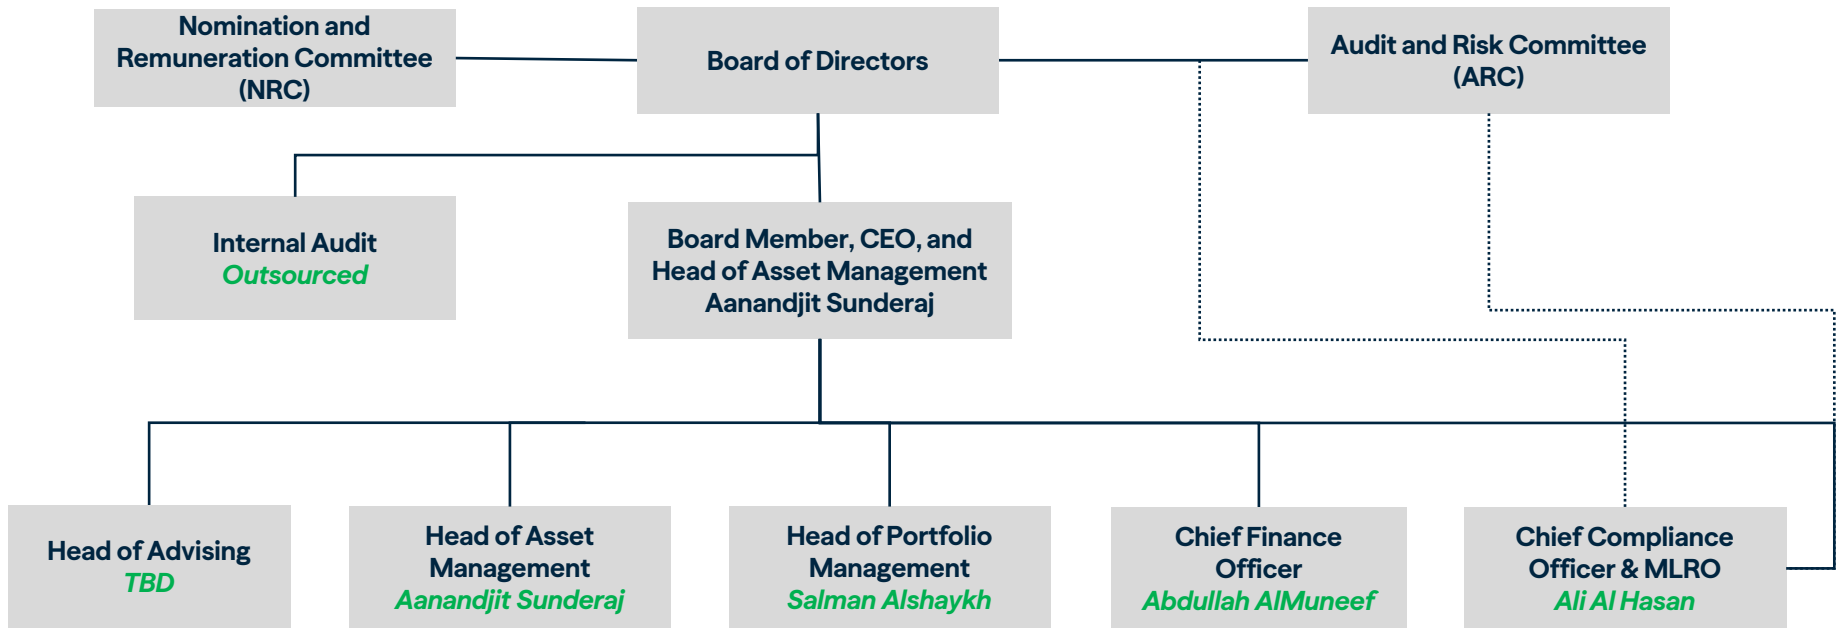 Nomination and
Remuneration Committee
(NRC)
Board of Directors
Audit and Risk Committee
(ARC)
Internal Audit
Outsourced
Board Member, CEO, and
Head of Asset Management
Aanandjit Sunderaj
Head of Advising
TBD
Head of Asset
Management
Aanandjit Sunderaj
Head of Portfolio
Management
Salman Alshaykh
Chief Finance
Officer
Abdullah AlMuneef
Chief Compliance
Officer & MLRO
Ali Al Hasan